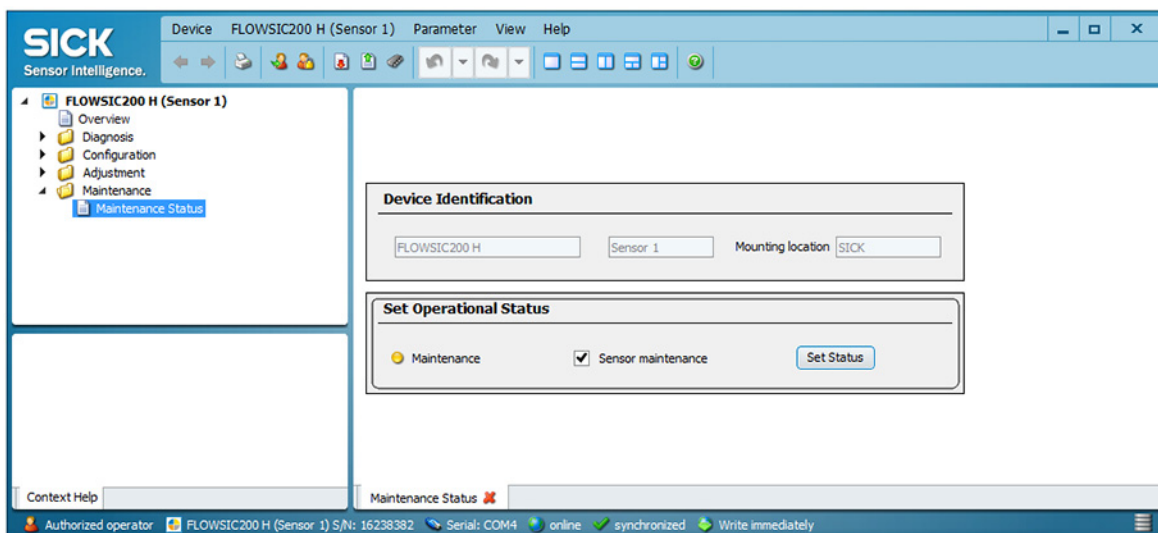 SICK
Sensor Intelligence.
Device FLOWSIC200 H (Sensor 1) Parameter View Help
FLOWSIC200 H (Sensor 1)
Overview
Diagnosis
Configuration
Adjustment
Maintenance
Maintenance Status
Context Help
Device Identification
FLOWSIC200 H Sensor 1 Mounting location SICK
Set Operational Status
Maintenance Sensor maintenance Set Status
Maintenance Status
Authorized operator FLOWSIC200 H (Sensor 1) S/N: 16238382 Serial: COM4 online synchronized Write immediately